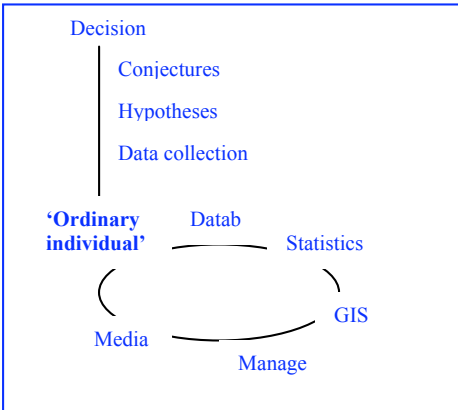 Decision
Conjectures
Hypotheses
Data collection
‘Ordinary
individual’
Datab
Statistics
GIS
Media
Manage